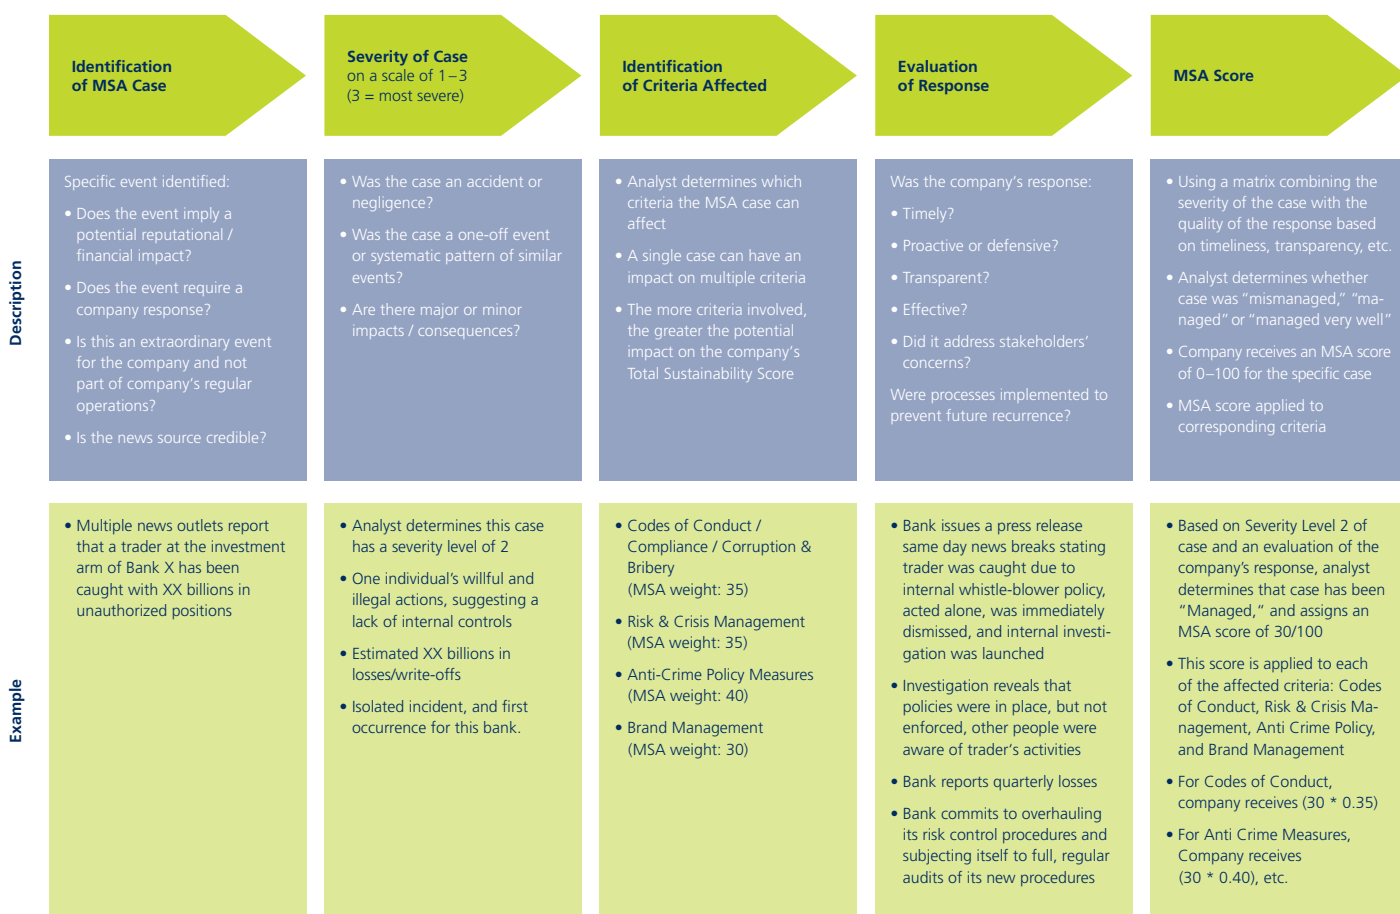 Identification
of MSA Case
Severity of Case
on a scale of 1–3
(3 = most severe)
Identification
of Criteria Affected
Evaluation
of Response
MSA Score
Description
Specific event identified:
• Does the event imply a
potential reputational /
financial impact?
• Does the event require a
company response?
• Is this an extraordinary event
for the company and not
part of company’s regular
operations?
• Is the news source credible?
• Was the case an accident or
negligence?
• Was the case a one-off event
or systematic pattern of similar
events?
• Are there major or minor
impacts / consequences?
• Analyst determines which
criteria the MSA case can
affect
• A single case can have an
impact on multiple criteria
• The more criteria involved,
the greater the potential
impact on the company’s
Total Sustainability Score
Was the company’s response:
• Timely?
• Proactive or defensive?
• Transparent?
• Effective?
• Did it address stakeholders’
concerns?
Were processes implemented to
prevent future recurrence?
• Using a matrix combining the
severity of the case with the
quality of the response based
on timeliness, transparency, etc.
• Analyst determines whether
case was “mismanaged,” “ma-
naged” or “managed very well”
• Company receives an MSA score
of 0–100 for the specific case
• MSA score applied to
corresponding criteria
Example
• Multiple news outlets report
that a trader at the investment
arm of Bank X has been
caught with XX billions in
unauthorized positions
• Analyst determines this case
has a severity level of 2
• One individual’s willful and
illegal actions, suggesting a
lack of internal controls
• Estimated XX billions in
losses/write-offs
• Isolated incident, and first
occurrence for this bank.
• Codes of Conduct /
Compliance / Corruption &
Bribery
(MSA weight: 35)
• Risk & Crisis Management
(MSA weight: 35)
• Anti-Crime Policy Measures
(MSA weight: 40)
• Brand Management
(MSA weight: 30)
• Bank issues a press release
same day news breaks stating
trader was caught due to
internal whistle-blower policy,
acted alone, was immediately
dismissed, and internal investi-
gation was launched
• Investigation reveals that
policies were in place, but not
enforced, other people were
aware of trader’s activities
• Bank reports quarterly losses
• Bank commits to overhauling
its risk control procedures and
subjecting itself to full, regular
audits of its new procedures
• Based on Severity Level 2 of
case and an evaluation of the
company’s response, analyst
determines that case has been
“Managed,“ and assigns an
MSA score of 30/100
• This score is applied to each
of the affected criteria: Codes
of Conduct, Risk & Crisis Ma-
nagement, Anti Crime Policy,
and Brand Management
• For Codes of Conduct,
company receives (30 * 0.35)
• For Anti Crime Measures,
Company receives
(30 * 0.40), etc.